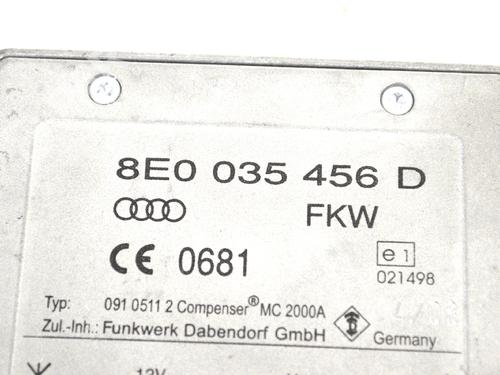 8E0 035 456 D
FKW
CE 0681
e1
021498
Typ: 091 0511 2 Compenser® MC 2000A
Zul.-Inh.: Funkwerk Dabendorf GmbH
Germany
12V